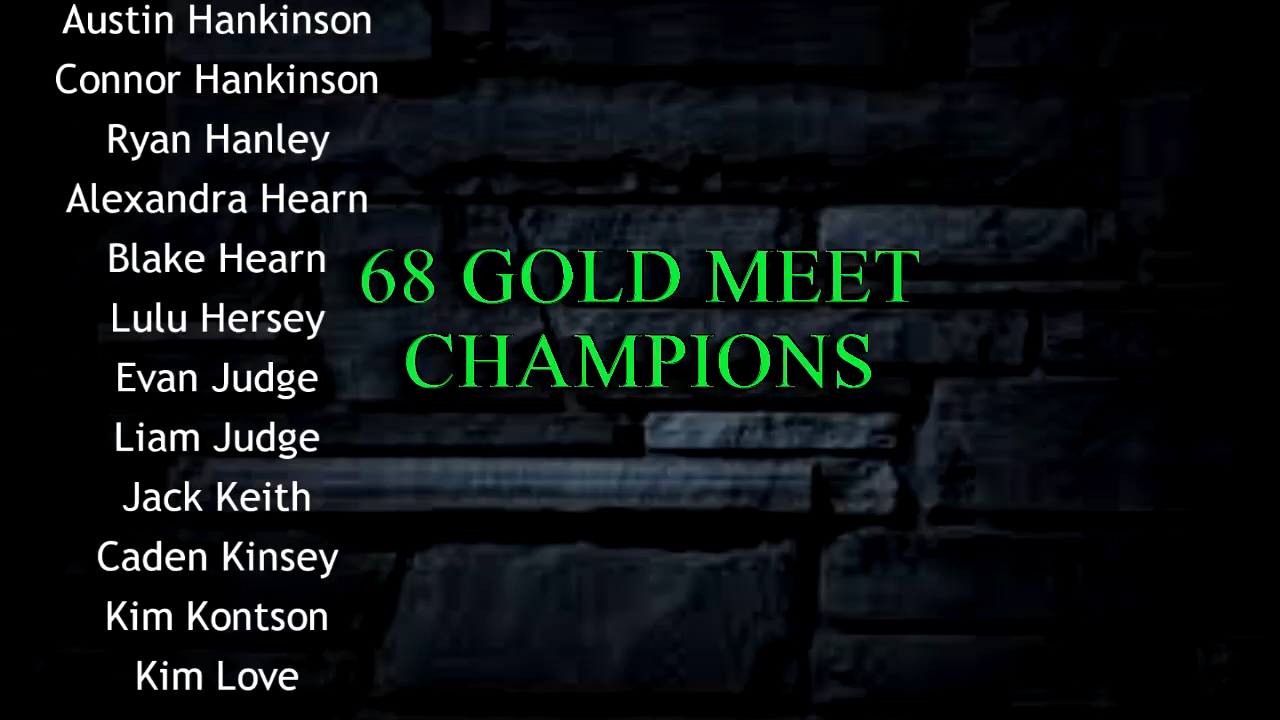 Austin Hankinson
Connor Hankinson
Ryan Hanley
Alexandra Hearn
Blake Hearn
Lulu Hersey
Evan Judge
Liam Judge
Jack Keith
Caden Kinsey
Kim Kontson
Kim Love
68 GOLD MEET
CHAMPIONS